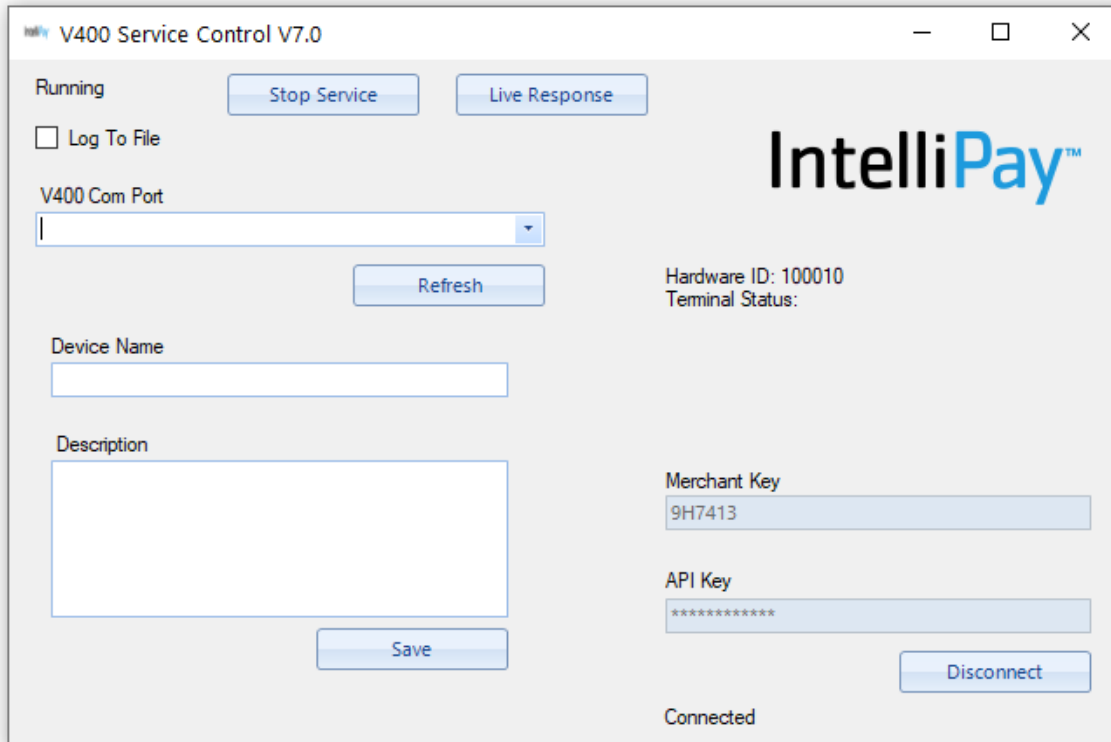 V400 Service Control V7.0
Running
Stop Service
Live Response
Log To File
IntelliPay™
V400 Com Port
Refresh
Hardware ID: 100010
Terminal Status:
Device Name
Description
Merchant Key
9H7413
API Key
************
Save
Disconnect
Connected